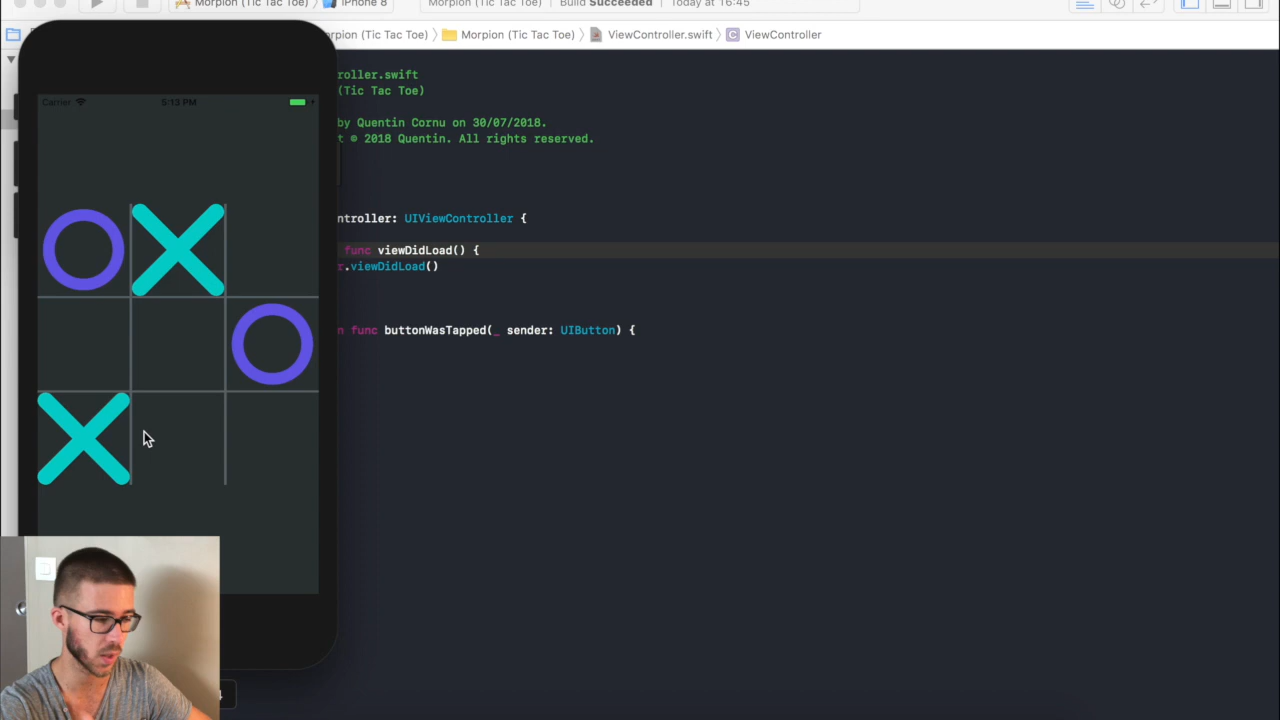 Morpion (Tic Tac Toe) 〉 iPhone 8
Morpion (Tic Tac Toe) | Build Succeeded | Today at 16:45
orpion (Tic Tac Toe) 〉 Morpion (Tic Tac Toe) 〉 ViewController.swift 〉 C ViewController
Carrier 5:13 PM
roller.swift
(Tic Tac Toe)
by Quentin Cornu on 30/07/2018.
t © 2018 Quentin. All rights reserved.
ntroller: UIViewController {
func viewDidLoad() {
r.viewDidLoad()
n func buttonWasTapped(_ sender: UIButton) {